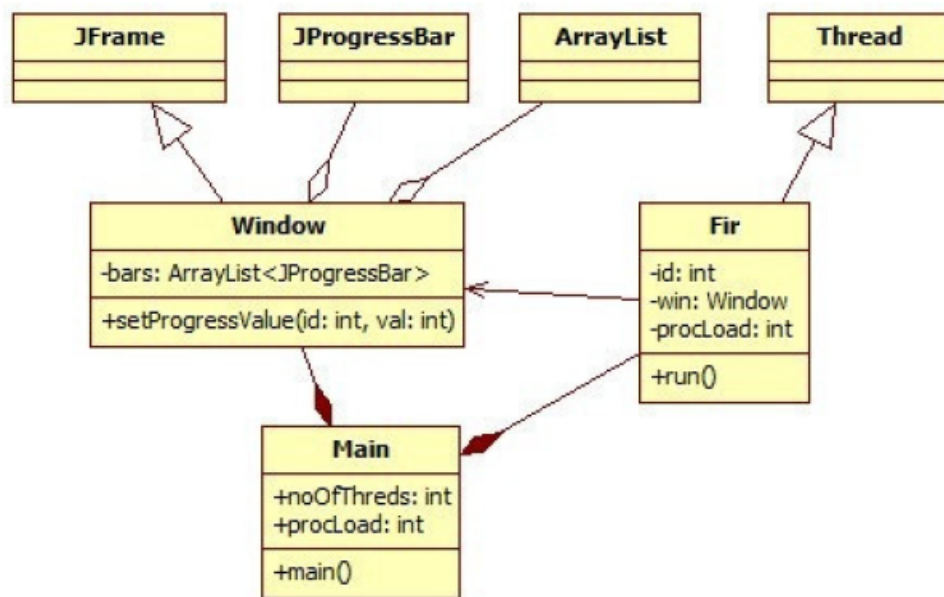 JFrame
JProgressBar
ArrayList
Thread
Window
-bars: ArrayList<JProgressBar>
+setProgressValue(id: int, val: int)
Fir
-id: int
-win: Window
-procLoad: int
+run()
Main
+noOfThreds: int
+procLoad: int
+main()